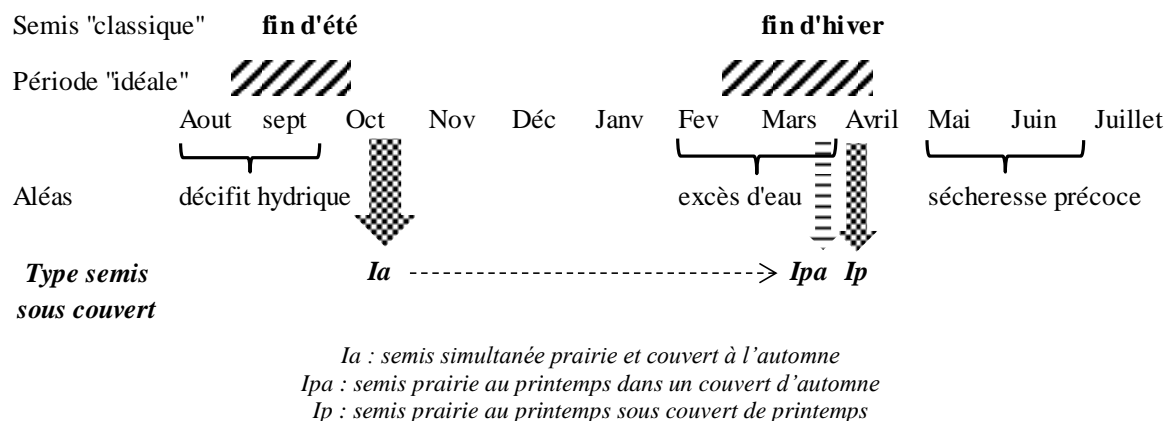 Semis "classique" fin d'été fin d'hiver
Période "idéale"
Aout sept Oct Nov Déc Janv Fev Mars Avril Mai Juin Juillet
Aléas décifit hydrique excès d'eau sécheresse précoce
Type semis Ia Ipa Ip
sous couvert
Ia : semis simultanée prairie et couvert à l’automne
Ipa : semis prairie au printemps dans un couvert d’automne
Ip : semis prairie au printemps sous couvert de printemps